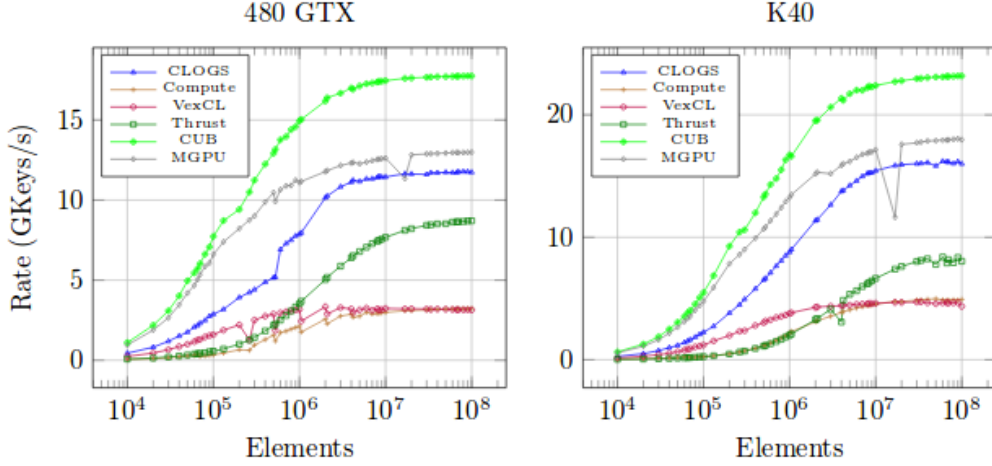 480 GTX
CLOGS
Compute
VexCL
Thrust
CUB
MGPU
15
10
5
0
10^4
10^5
10^6
10^7
10^8
Rate (GKeys/s)
Elements
K40
CLOGS
Compute
VexCL
Thrust
CUB
MGPU
20
10
0
10^4
10^5
10^6
10^7
10^8
Elements